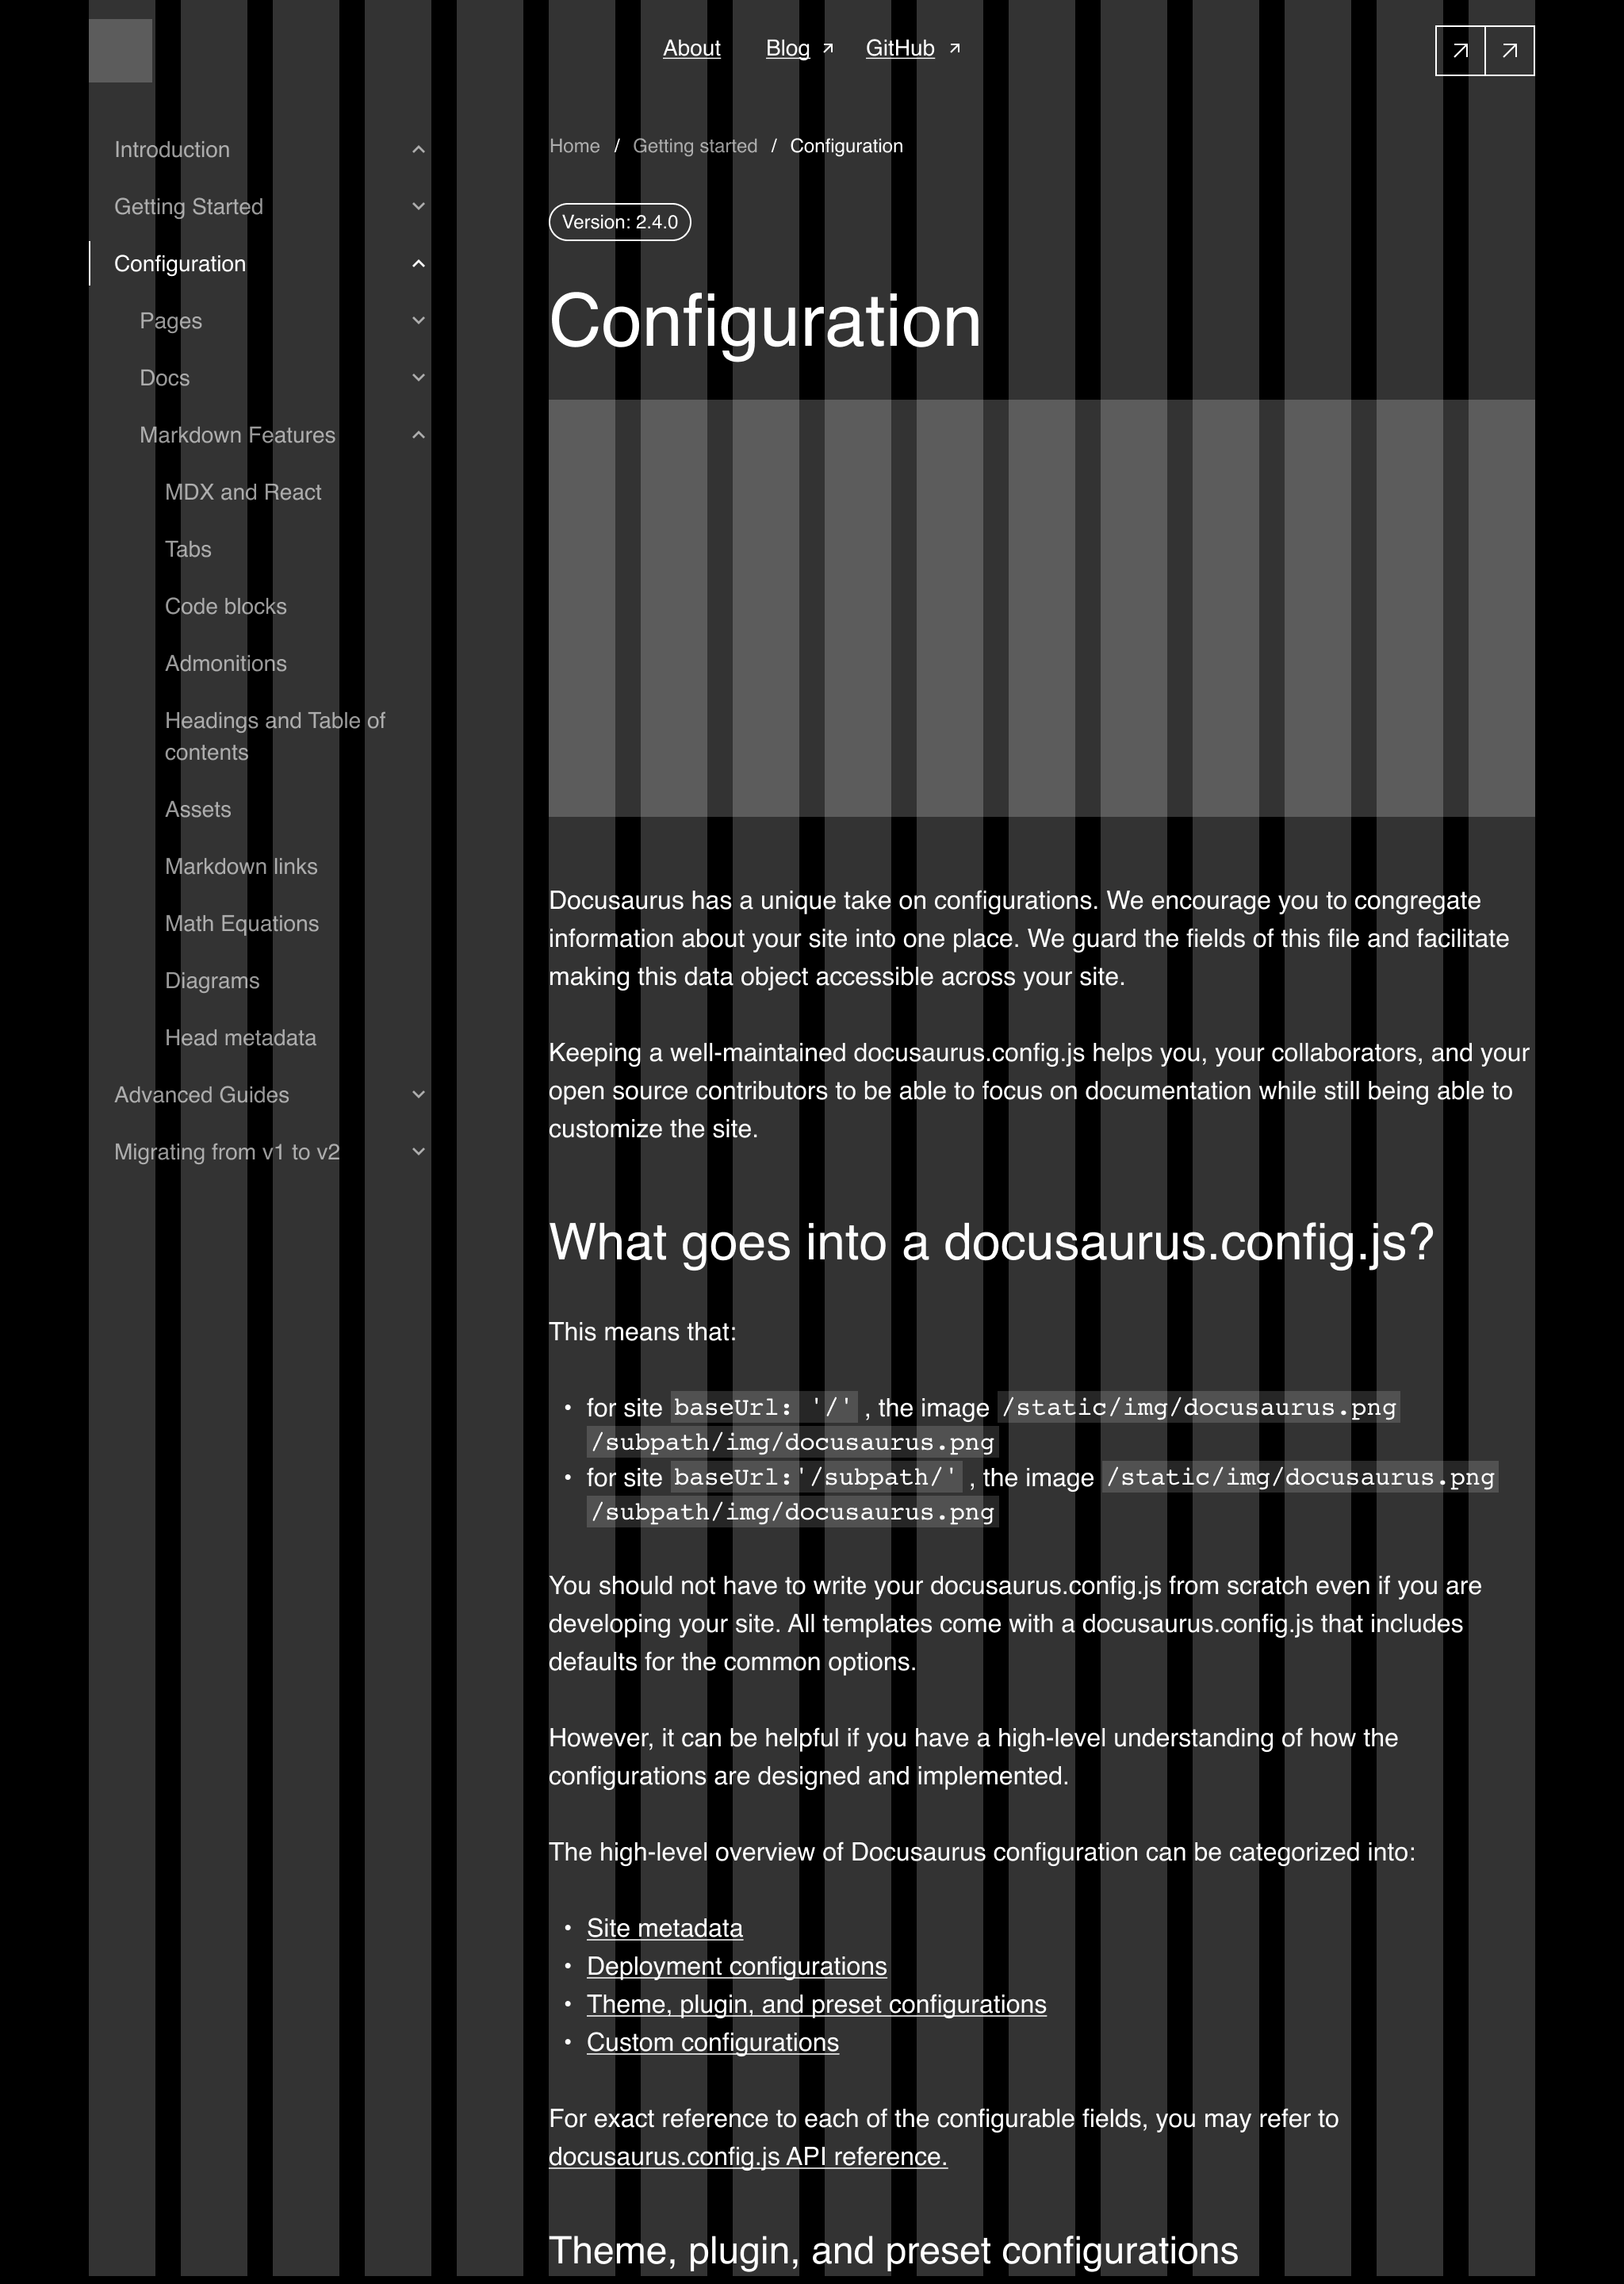 About
Blog
GitHub
Introduction
Getting Started
Configuration
Pages
Docs
Markdown Features
MDX and React
Tabs
Code blocks
Admonitions
Headings and Table of
contents
Assets
Markdown links
Math Equations
Diagrams
Head metadata
Advanced Guides
Migrating from v1 to v2
Home / Getting started / Configuration
Version: 2.4.0
Configuration
Docusaurus has a unique take on configurations. We encourage you to congregate
information about your site into one place. We guard the fields of this file and facilitate
making this data object accessible across your site.
Keeping a well-maintained docusaurus.config.js helps you, your collaborators, and your
open source contributors to be able to focus on documentation while still being able to
customize the site.
What goes into a docusaurus.config.js?
This means that:
• for site baseUrl: '/' , the image /static/img/docusaurus.png
/subpath/img/docusaurus.png
• for site baseUrl:'/subpath/' , the image /static/img/docusaurus.png
/subpath/img/docusaurus.png
You should not have to write your docusaurus.config.js from scratch even if you are
developing your site. All templates come with a docusaurus.config.js that includes
defaults for the common options.
However, it can be helpful if you have a high-level understanding of how the
configurations are designed and implemented.
The high-level overview of Docusaurus configuration can be categorized into:
• Site metadata
• Deployment configurations
• Theme, plugin, and preset configurations
• Custom configurations
For exact reference to each of the configurable fields, you may refer to
docusaurus.config.js API reference.
Theme, plugin, and preset configurations